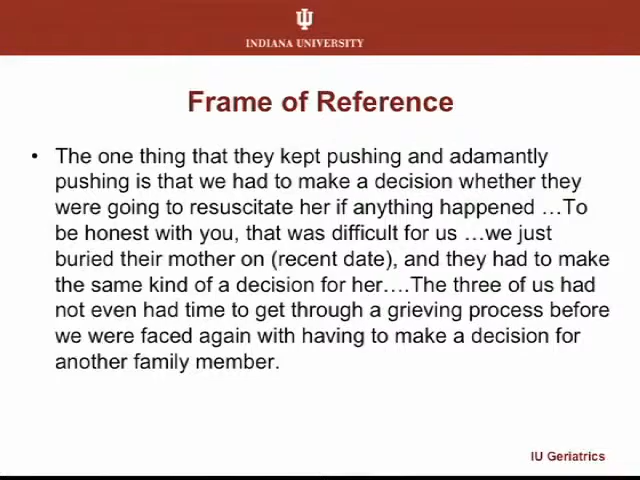 INDIANA UNIVERSITY
Frame of Reference
• The one thing that they kept pushing and adamantly
pushing is that we had to make a decision whether they
were going to resuscitate her if anything happened …To
be honest with you, that was difficult for us …we just
buried their mother on (recent date), and they had to make
the same kind of a decision for her….The three of us had
not even had time to get through a grieving process before
we were faced again with having to make a decision for
another family member.
IU Geriatrics